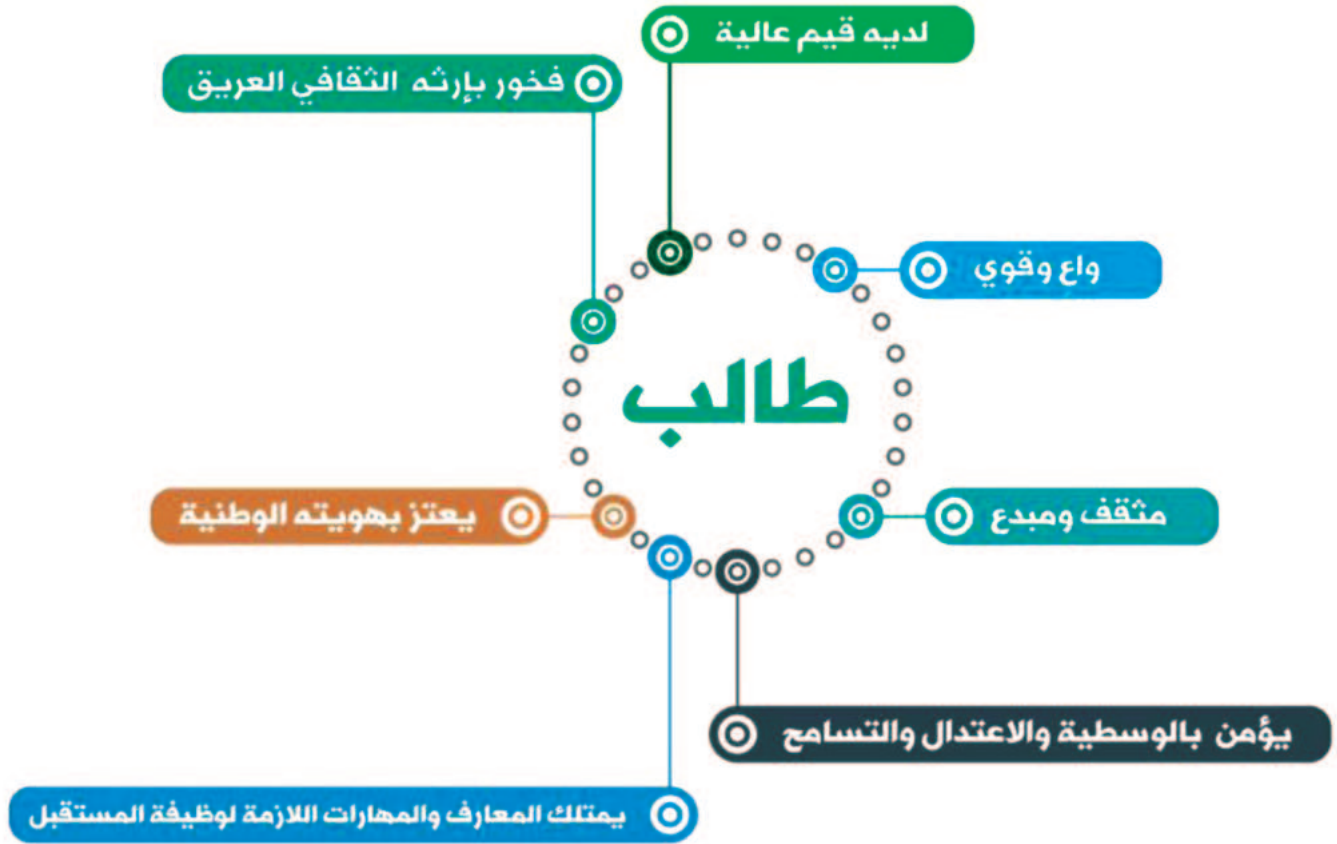 لديه قيم عالية
فخور بإرثه الثقافي العريق
واع وقوي
طالب
يعتز بهويته الوطنية
مثقف ومبدع
يؤمن بالوسطية والاعتدال والتسامح
يمتلك المعارف والمهارات اللازمة لوظيفة المستقبل